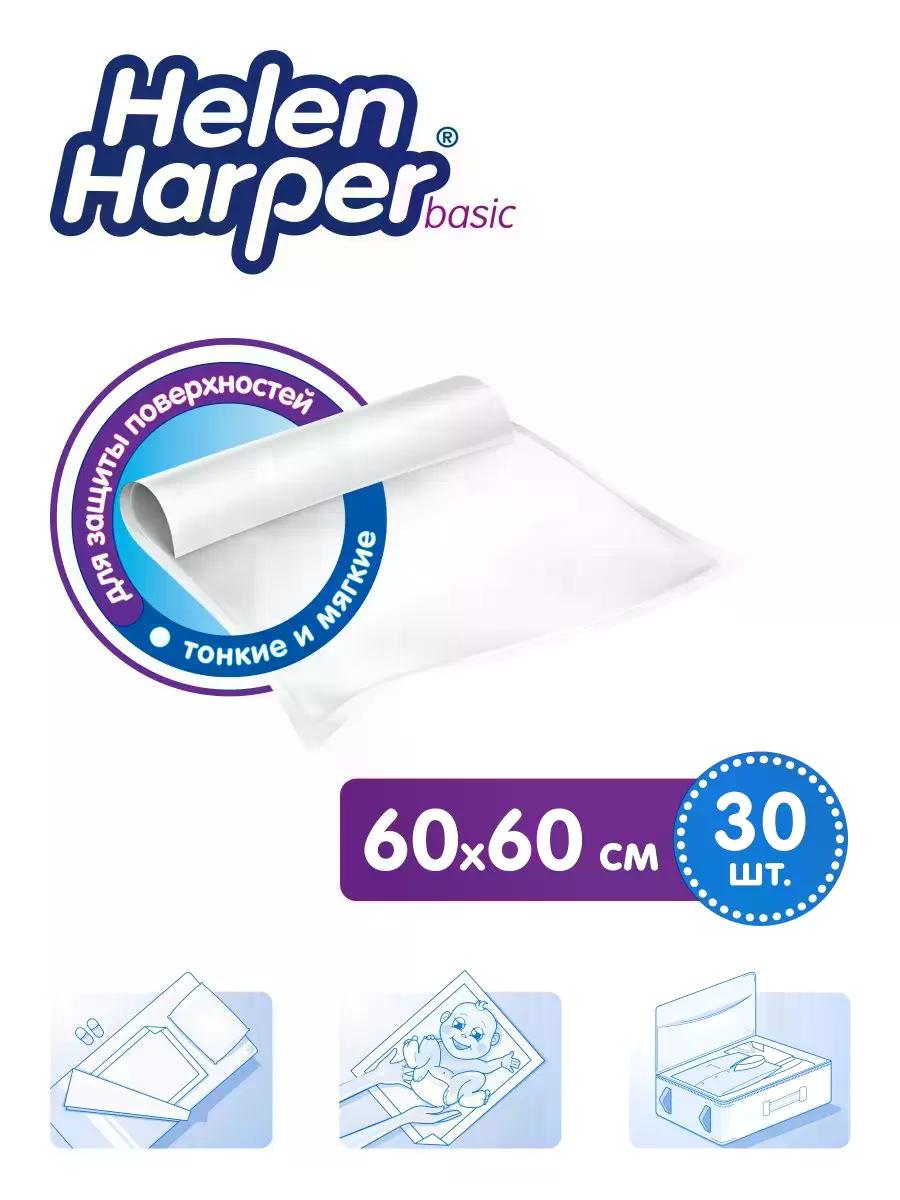 Helen
Harper®
basic
для защиты поверхностей
• тонкие и мягкие
60x60 см
30
шт.